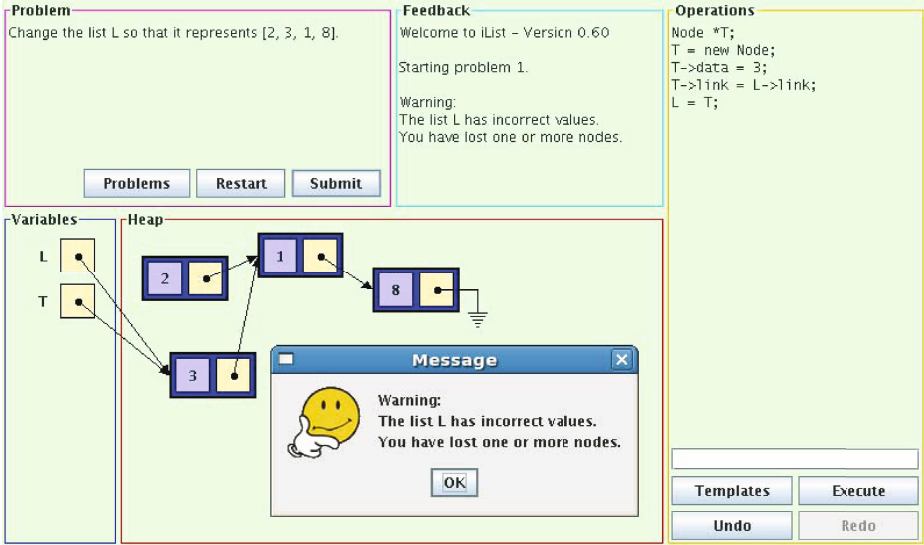 Problem
Change the list L so that it represents [2, 3, 1, 8].
Problems
Restart
Submit
Feedback
Welcome to iList - Versicn 0.60
Starting problem 1.
Warning:
The list L has incorrect values.
You have lost one or more nodes.
Operations
Node *T;
T = new Node;
T->data = 3;
T->link = L->link;
L = T;
Templates
Execute
Undo
Redo
Variables
L
T
Heap
2
1
8
3
Message
Warning:
The list L has incorrect values.
You have lost one or more nodes.
OK